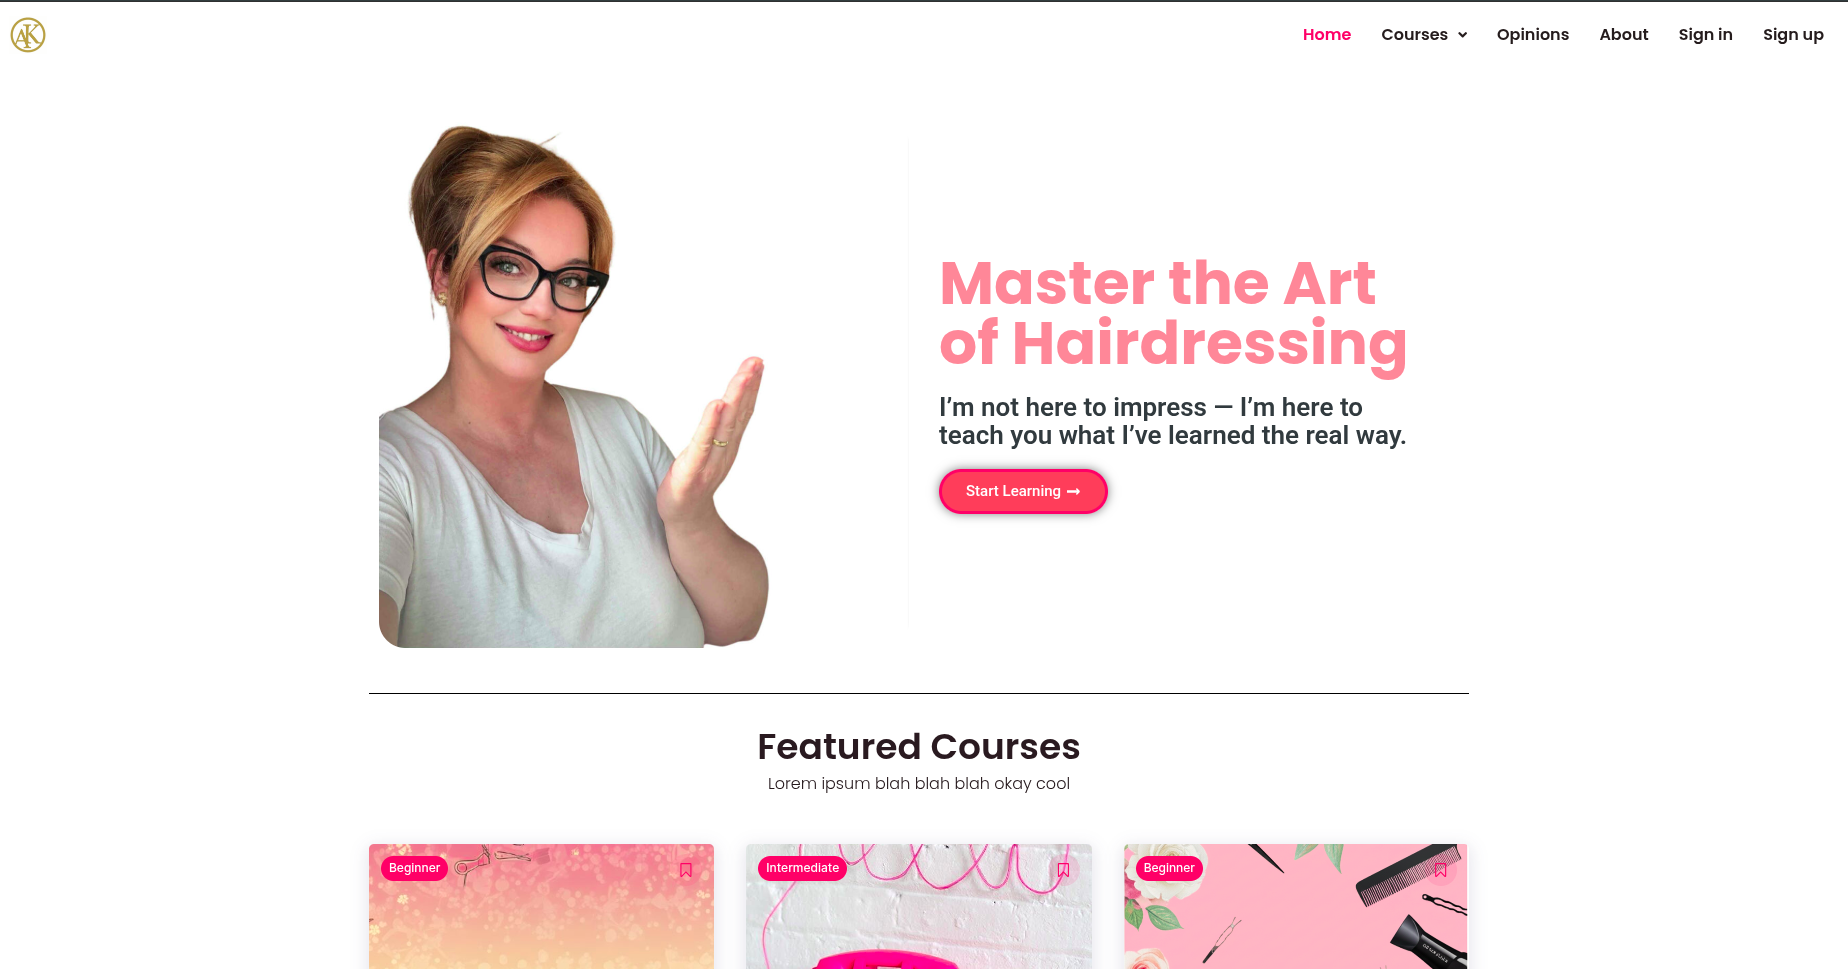 AK
Home Courses Opinions About Sign in Sign up
Master the Art
of Hairdressing
I’m not here to impress — I’m here to
teach you what I’ve learned the real way.
Start Learning
Featured Courses
Lorem ipsum blah blah blah okay cool
Beginner
Intermediate
Beginner